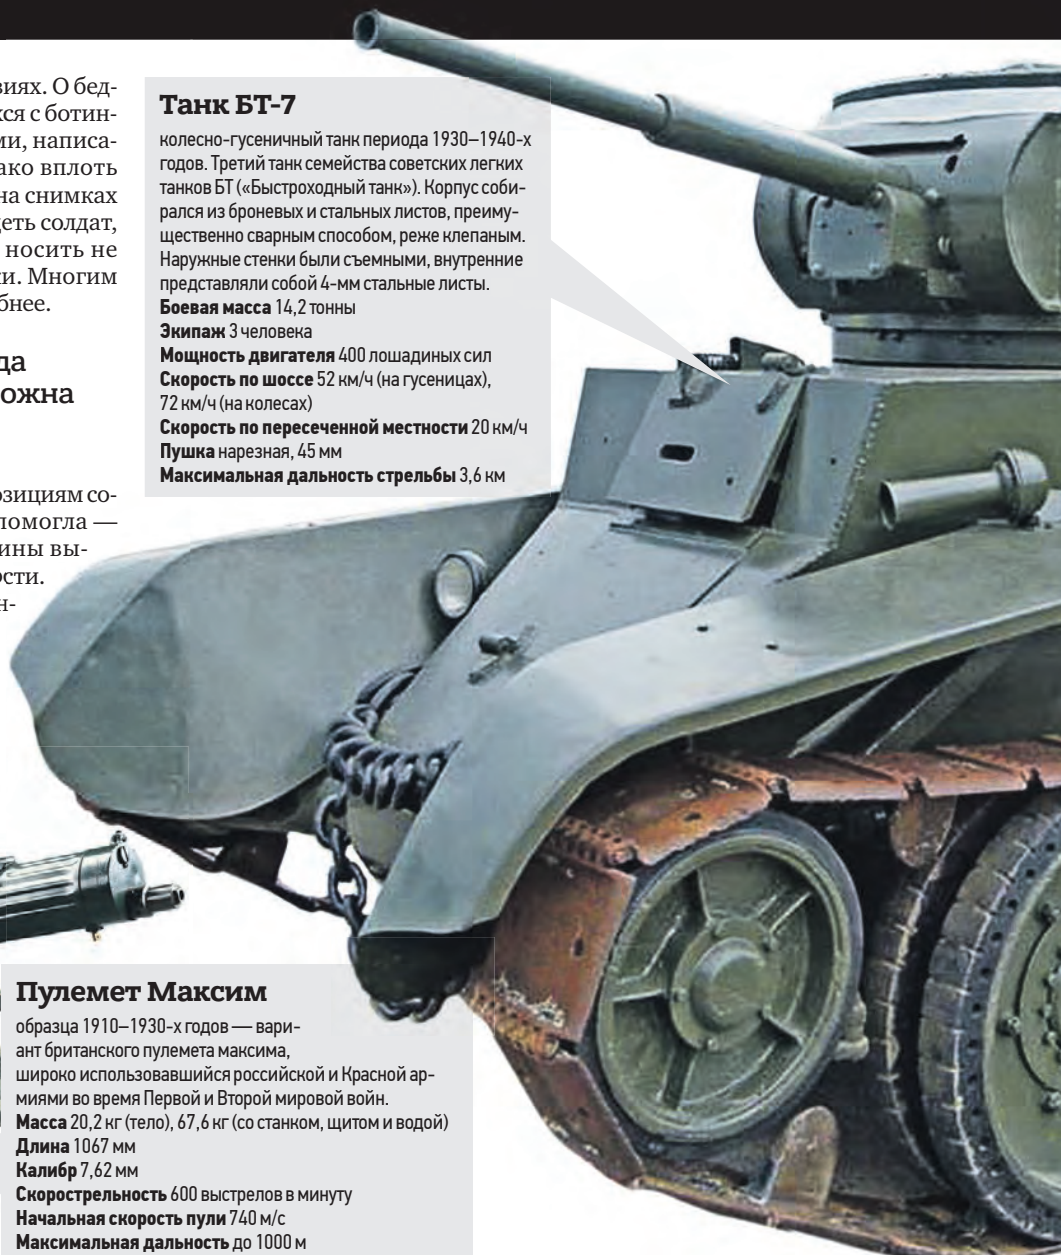 виях. О бед-
хся с ботин-
ми, написа-
ако вплоть
на снимках
деть солдат,
носить не
ки. Многим
бнее.
да
ожна
озициям со-
помогла —
ины вы-
ости.
н-
Танк БТ-7
колесно-гусеничный танк периода 1930–1940-х
годов. Третий танк семейства советских легких
танков БТ («Быстроходный танк»). Корпус соби-
рался из броневых и стальных листов, преиму-
щественно сварным способом, реже клепаным.
Наружные стенки были съемными, внутренние
представляли собой 4-мм стальные листы.
Боевая масса 14,2 тонны
Экипаж 3 человека
Мощность двигателя 400 лошадиных сил
Скорость по шоссе 52 км/ч (на гусеницах),
72 км/ч (на колесах)
Скорость по пересеченной местности 20 км/ч
Пушка нарезная, 45 мм
Максимальная дальность стрельбы 3,6 км
Пулемет Максим
образца 1910–1930-х годов — вари-
ант британского пулемета максима,
широко использовавшийся российской и Красной ар-
миями во время Первой и Второй мировой войн.
Масса 20,2 кг (тело), 67,6 кг (со станком, щитом и водой)
Длина 1067 мм
Калибр 7,62 мм
Скорострельность 600 выстрелов в минуту
Начальная скорость пули 740 м/с
Максимальная дальность до 1000 м